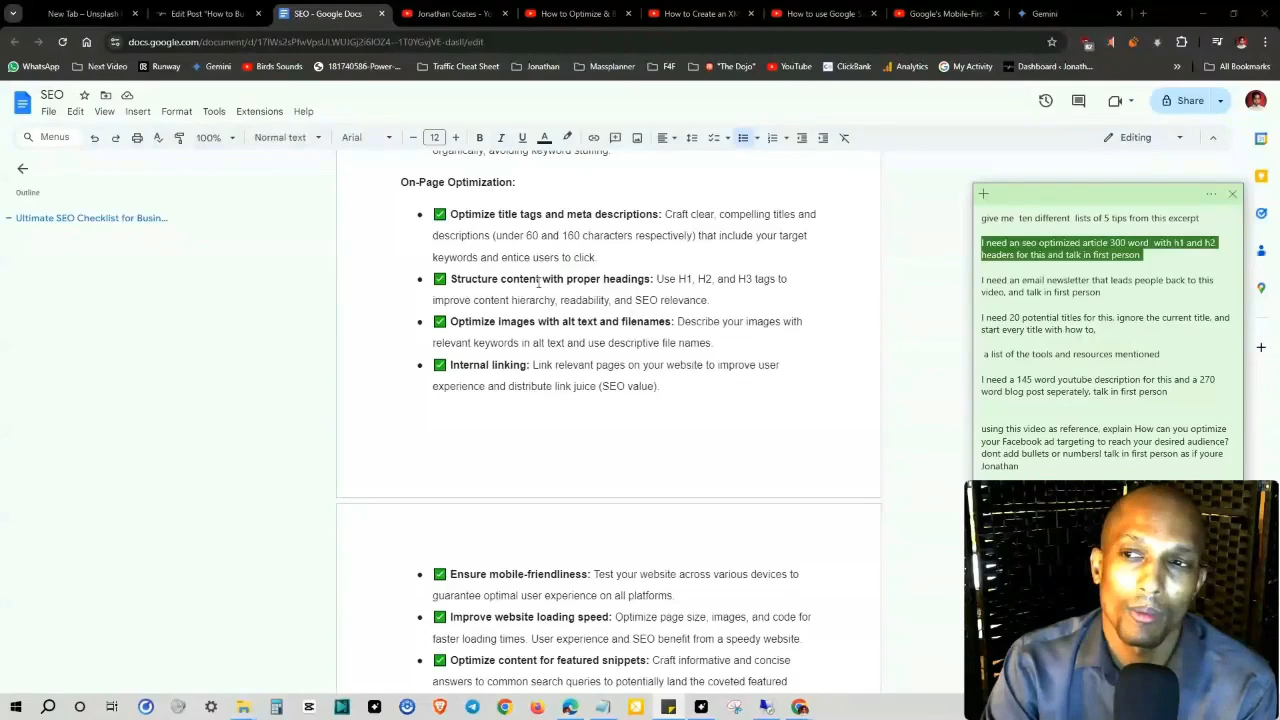 New Tab – Unsplash I
Edit Post "How to Bu
SEO - Google Docs
Jonathan Coates - Yo
How to Optimize & B
How to Create an XM
How to use Google S
Google's Mobile-First
Gemini
WhatsApp
Next Video
Runway
Gemini
Birds Sounds
181740586-Power-...
Traffic Cheat Sheet
Jonathan
Massplanner
F4F
"The Dojo"
YouTube
ClickBank
Analytics
My Activity
Dashboard ‹ Jonath...
All Bookmarks
SEO
File Edit View Insert Format Tools Extensions Help
Share
Menus
100%
Normal text
Arial
12
Editing
Outline
Ultimate SEO Checklist for Busin...
organically, avoiding keyword stuffing.
On-Page Optimization:
Optimize title tags and meta descriptions: Craft clear, compelling titles and
descriptions (under 60 and 160 characters respectively) that include your target
keywords and entice users to click.
Structure content with proper headings: Use H1, H2, and H3 tags to
improve content hierarchy, readability, and SEO relevance.
Optimize images with alt text and filenames: Describe your images with
relevant keywords in alt text and use descriptive file names.
Internal linking: Link relevant pages on your website to improve user
experience and distribute link juice (SEO value).
Ensure mobile-friendliness: Test your website across various devices to
guarantee optimal user experience on all platforms.
Improve website loading speed: Optimize page size, images, and code for
faster loading times. User experience and SEO benefit from a speedy website.
Optimize content for featured snippets: Craft informative and concise
answers to common search queries to potentially land the coveted featured
give me ten different lists of 5 tips from this excerpt
I need an seo optimized article 300 word with h1 and h2
headers for this and talk in first person
I need an email newsletter that leads people back to this
video, and talk in first person
I need 20 potential titles for this, ignore the current title, and
start every title with how to,
a list of the tools and resources mentioned
I need a 145 word youtube description for this and a 270
word blog post seperately, talk in first person
using this video as reference, explain How can you optimize
your Facebook ad targeting to reach your desired audience?
dont add bullets or numbersI talk in first person as if youre
Jonathan